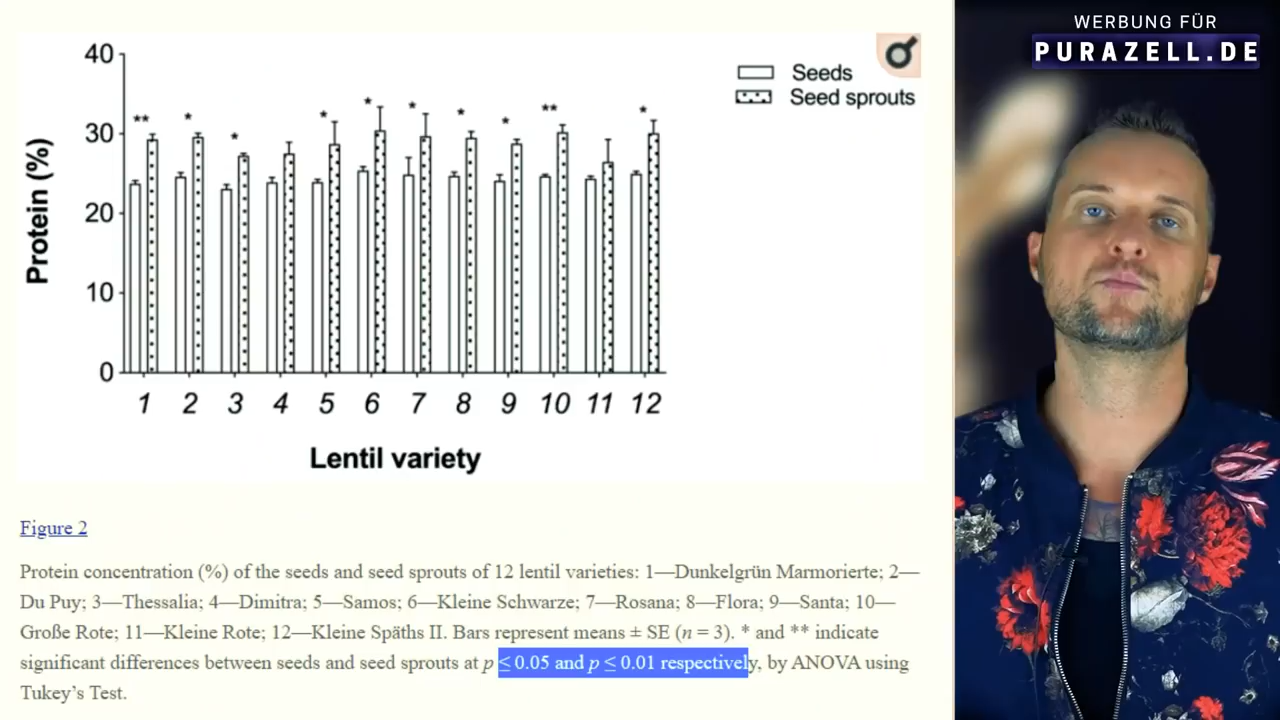 WERBUNG FÜR
PURAZELL.DE
Seeds
Seed sprouts
Protein (%)
40
30
20
10
0
** * * * * * * * ** *
1 2 3 4 5 6 7 8 9 10 11 12
Lentil variety
Figure 2
Protein concentration (%) of the seeds and seed sprouts of 12 lentil varieties: 1—Dunkelgrün Marmorierte; 2—
Du Puy; 3—Thessalia; 4—Dimitra; 5—Samos; 6—Kleine Schwarze; 7—Rosana; 8—Flora; 9—Santa; 10—
Große Rote; 11—Kleine Rote; 12—Kleine Späths II. Bars represent means ± SE (n = 3). * and ** indicate
significant differences between seeds and seed sprouts at p ≤ 0.05 and p ≤ 0.01 respectively, by ANOVA using
Tukey’s Test.